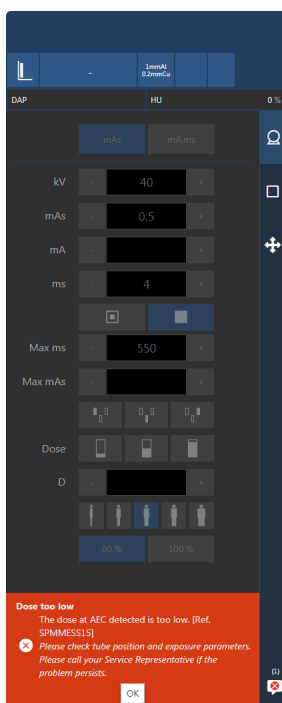 -
1mmAl
0.2mmCu
DAP HU 0 %
mAs mA,ms
kV - 40 +
mAs - 0.5 +
mA - +
ms - 4 +
Max ms - 550 +
Max mAs - +
Dose
D - +
80 % 100 %
Dose too low
The dose at AEC detected is too low. [Ref.
SPMMESS15]
Please check tube position and exposure parameters.
Please call your Service Representative if the
problem persists.
(1)
OK